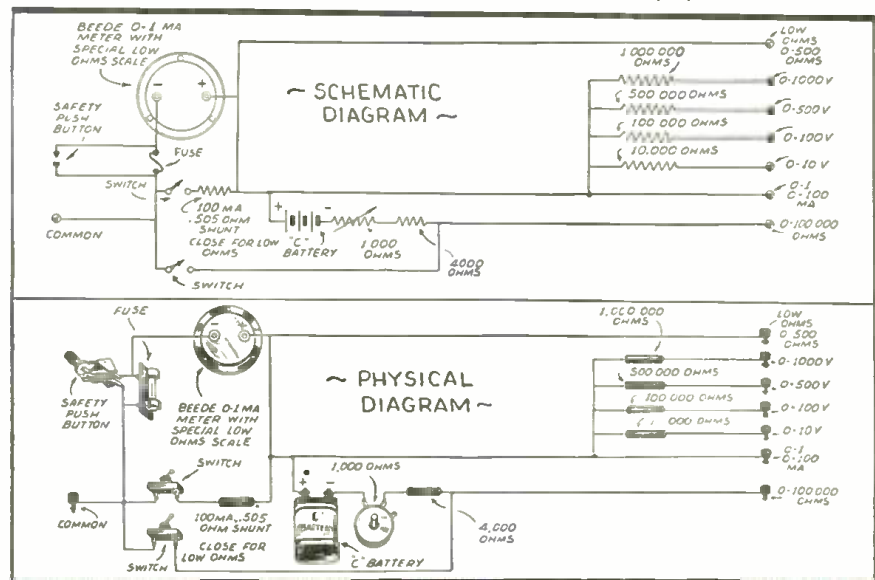 BEEDE 0-1 MA
METER WITH
SPECIAL LOW
OHMS SCALE
SAFETY
PUSH
BUTTON
FUSE
SWITCH
100 MA
.505 OHM
SHUNT
CLOSE FOR LOW
OHMS
COMMON
SWITCH
~ SCHEMATIC
DIAGRAM ~
+ -
"C"
BATTERY
1,000
OHMS
4000
OHMS
1,000 000
OHMS
500 000 OHMS
100 000 OHMS
10,000 OHMS
LOW
OHMS
0-500
OHMS
0-1000V
0-500V
0-100V
0-10V
0-1
0-100
MA
0-100 000
OHMS
FUSE
SAFETY
PUSH
BUTTON
BEEDE 0-1 MA
METER WITH
SPECIAL LOW
OHMS SCALE
SWITCH
COMMON
100MA,.505
OHM SHUNT
CLOSE FOR
LOW OHMS
SWITCH
~ PHYSICAL
DIAGRAM ~
+ -
"C"
BATTERY
"C" BATTERY
1,000 OHMS
4,000
OHMS
1,000 000
OHMS
500 000 OHMS
100 000 OHMS
000 OHMS
LOW
OHMS
0-500
OHMS
0-1000V
0-500V
0-100V
0-10V
0-1
0-100
MA
0-100 000
OHMS